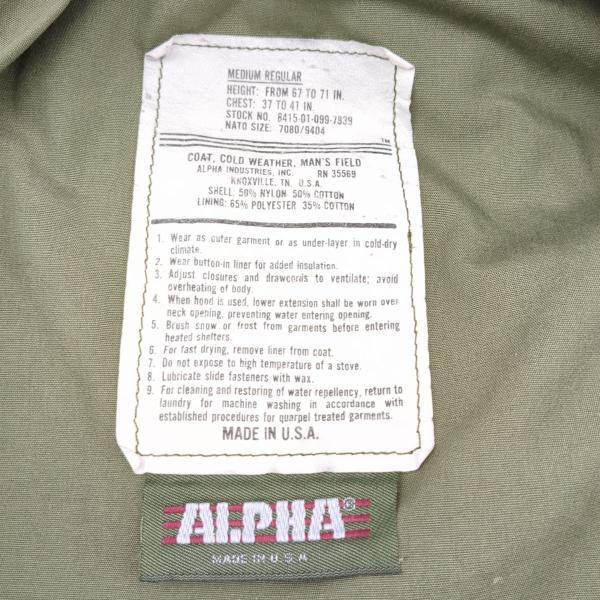 MEDIUM REGULAR
HEIGHT: FROM 67 TO 71 IN.
CHEST: 37 TO 41 IN.
STOCK NO. 8415-01-099-7839
NATO SIZE: 7080/9404
TM
COAT, COLD WEATHER, MAN'S FIELD
ALPHA INDUSTRIES, INC. RN 35569
KNOXVILLE, TN. U.S.A.
SHELL: 50% NYLON 50% COTTON
LINING: 65% POLYESTER 35% COTTON
1. Wear as outer garment or as under-layer in cold-dry
climate.
2. Wear button-in liner for added insulation.
3. Adjust closures and drawcords to ventilate; avoid
overheating of body.
4. When hood is used, lower extension shall be worn over
neck opening, preventing water entering opening.
5. Brush snow or frost from garments before entering
heated shelters.
6. For fast drying, remove liner from coat.
7. Do not expose to high temperature of a stove.
8. Lubricate slide fasteners with wax.
9. For cleaning and restoring of water repellency, return to
laundry for machine washing in accordance with
established procedures for quarpel treated garments.
MADE IN U.S.A.
ALPHA®
MADE IN U.S.A